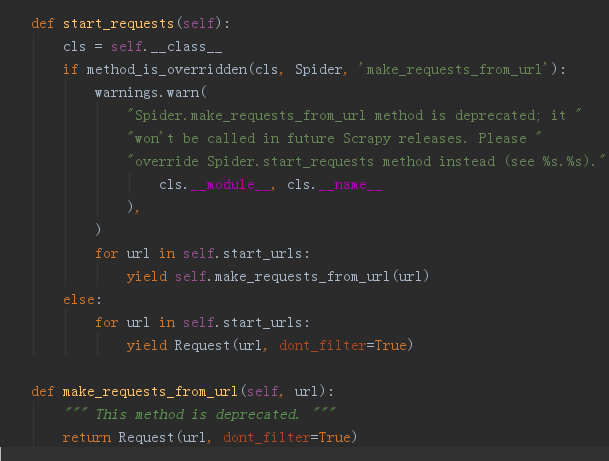 def start_requests(self):
    cls = self.__class__
    if method_is_overridden(cls, Spider, 'make_requests_from_url'):
        warnings.warn(
            "Spider.make_requests_from_url method is deprecated; it "
            "won't be called in future Scrapy releases. Please "
            "override Spider.start_requests method instead (see %s.%s)."
                cls.__module__, cls.__name__
            ),
        )
        for url in self.start_urls:
            yield self.make_requests_from_url(url)
    else:
        for url in self.start_urls:
            yield Request(url, dont_filter=True)
def make_requests_from_url(self, url):
    """ This method is deprecated. """
    return Request(url, dont_filter=True)